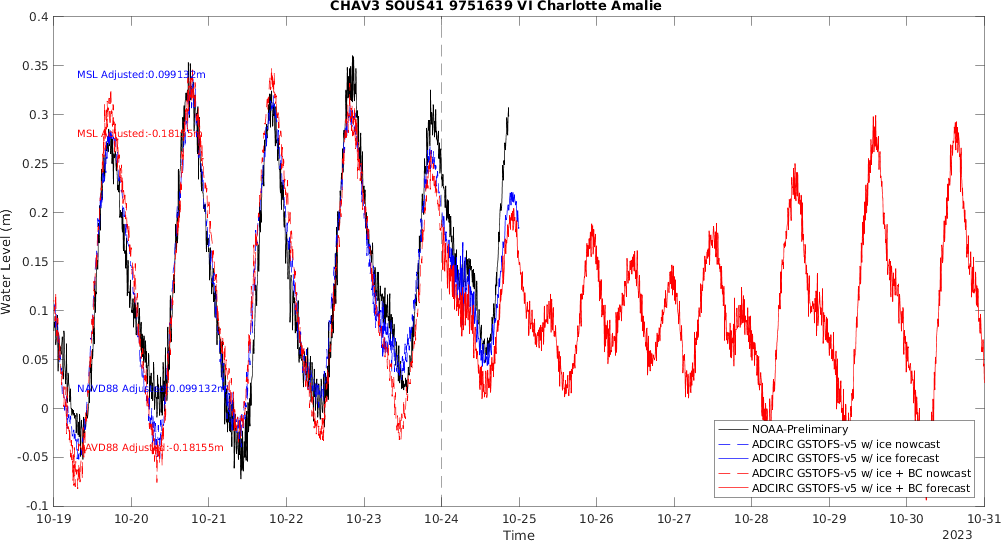 CHAV3 SOUS41 9751639 VI Charlotte Amalie
Water Level (m)
0.4
0.35
0.3
0.25
0.2
0.15
0.1
0.05
0
-0.05
-0.1
MSL Adjusted:0.099132m
MSL Adjusted:-0.18155m
NAVD88 Adjusted:0.099132m
NAVD88 Adjusted:-0.18155m
NOAA-Preliminary
ADCIRC GSTOFS-v5 w/ ice nowcast
ADCIRC GSTOFS-v5 w/ ice forecast
ADCIRC GSTOFS-v5 w/ ice + BC nowcast
ADCIRC GSTOFS-v5 w/ ice + BC forecast
10-19 10-20 10-21 10-22 10-23 10-24 10-25 10-26 10-27 10-28 10-29 10-30 10-31
Time
2023